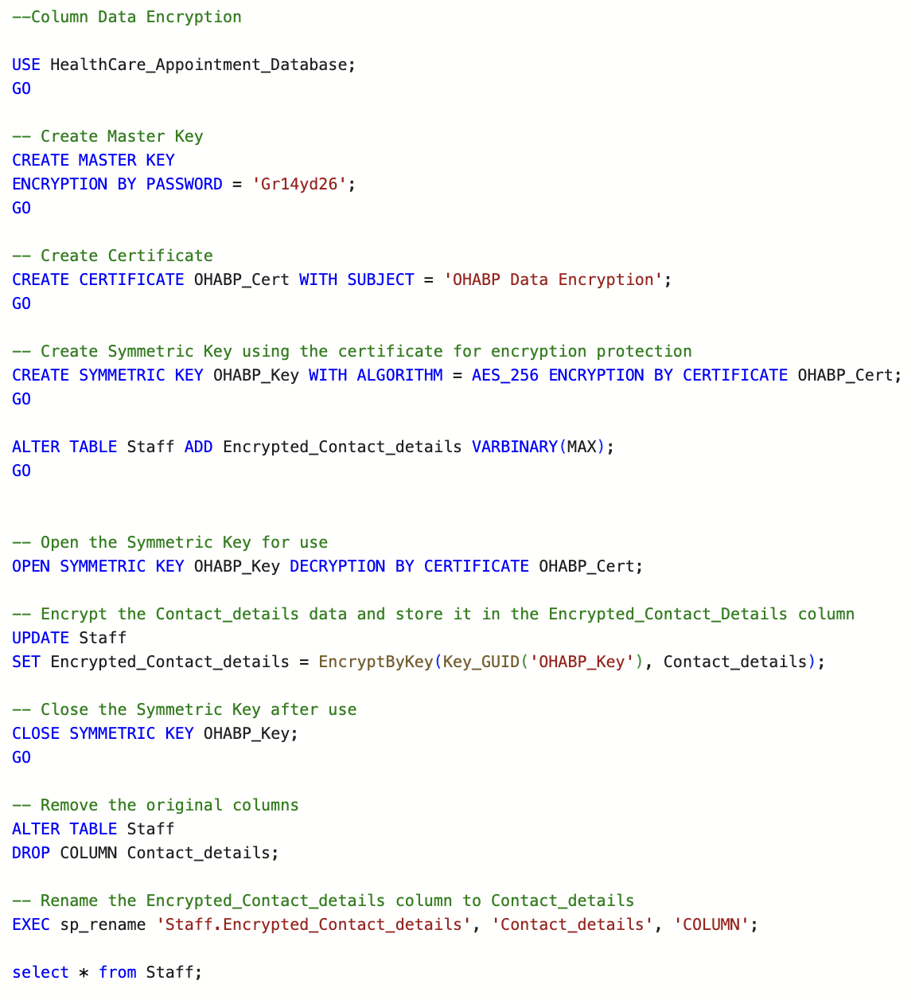 --Column Data Encryption
USE HealthCare_Appointment_Database;
GO
-- Create Master Key
CREATE MASTER KEY
ENCRYPTION BY PASSWORD = 'Gr14yd26';
GO
-- Create Certificate
CREATE CERTIFICATE OHABP_Cert WITH SUBJECT = 'OHABP Data Encryption';
GO
-- Create Symmetric Key using the certificate for encryption protection
CREATE SYMMETRIC KEY OHABP_Key WITH ALGORITHM = AES_256 ENCRYPTION BY CERTIFICATE OHABP_Cert;
GO
ALTER TABLE Staff ADD Encrypted_Contact_details VARBINARY(MAX);
GO
-- Open the Symmetric Key for use
OPEN SYMMETRIC KEY OHABP_Key DECRYPTION BY CERTIFICATE OHABP_Cert;
-- Encrypt the Contact_details data and store it in the Encrypted_Contact_Details column
UPDATE Staff
SET Encrypted_Contact_details = EncryptByKey(Key_GUID('OHABP_Key'), Contact_details);
-- Close the Symmetric Key after use
CLOSE SYMMETRIC KEY OHABP_Key;
GO
-- Remove the original columns
ALTER TABLE Staff
DROP COLUMN Contact_details;
-- Rename the Encrypted_Contact_details column to Contact_details
EXEC sp_rename 'Staff.Encrypted_Contact_details', 'Contact_details', 'COLUMN';
select * from Staff;